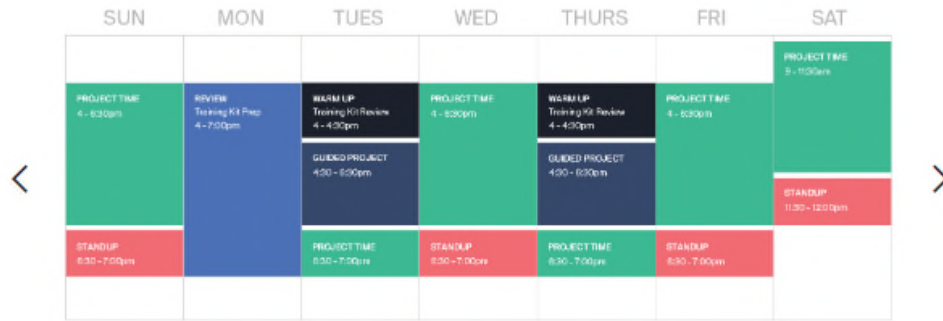 SUN MON TUES WED THURS FRI SAT
PROJECT TIME
4 - 6:30pm
STANDUP
6:30 - 7:00pm
REVIEW
Training Kit Prep
4 - 7:00pm
WARM UP
Training Kit Review
4 - 4:30pm
GUIDED PROJECT
4:30 - 6:30pm
PROJECT TIME
6:30 - 7:00pm
PROJECT TIME
4 - 6:30pm
STANDUP
6:30 - 7:00pm
WARM UP
Training Kit Review
4 - 4:30pm
GUIDED PROJECT
4:30 - 6:30pm
PROJECT TIME
6:30 - 7:00pm
PROJECT TIME
4 - 6:30pm
STANDUP
6:30 - 7:00pm
PROJECT TIME
9 - 11:30am
STANDUP
11:30 - 12:00pm